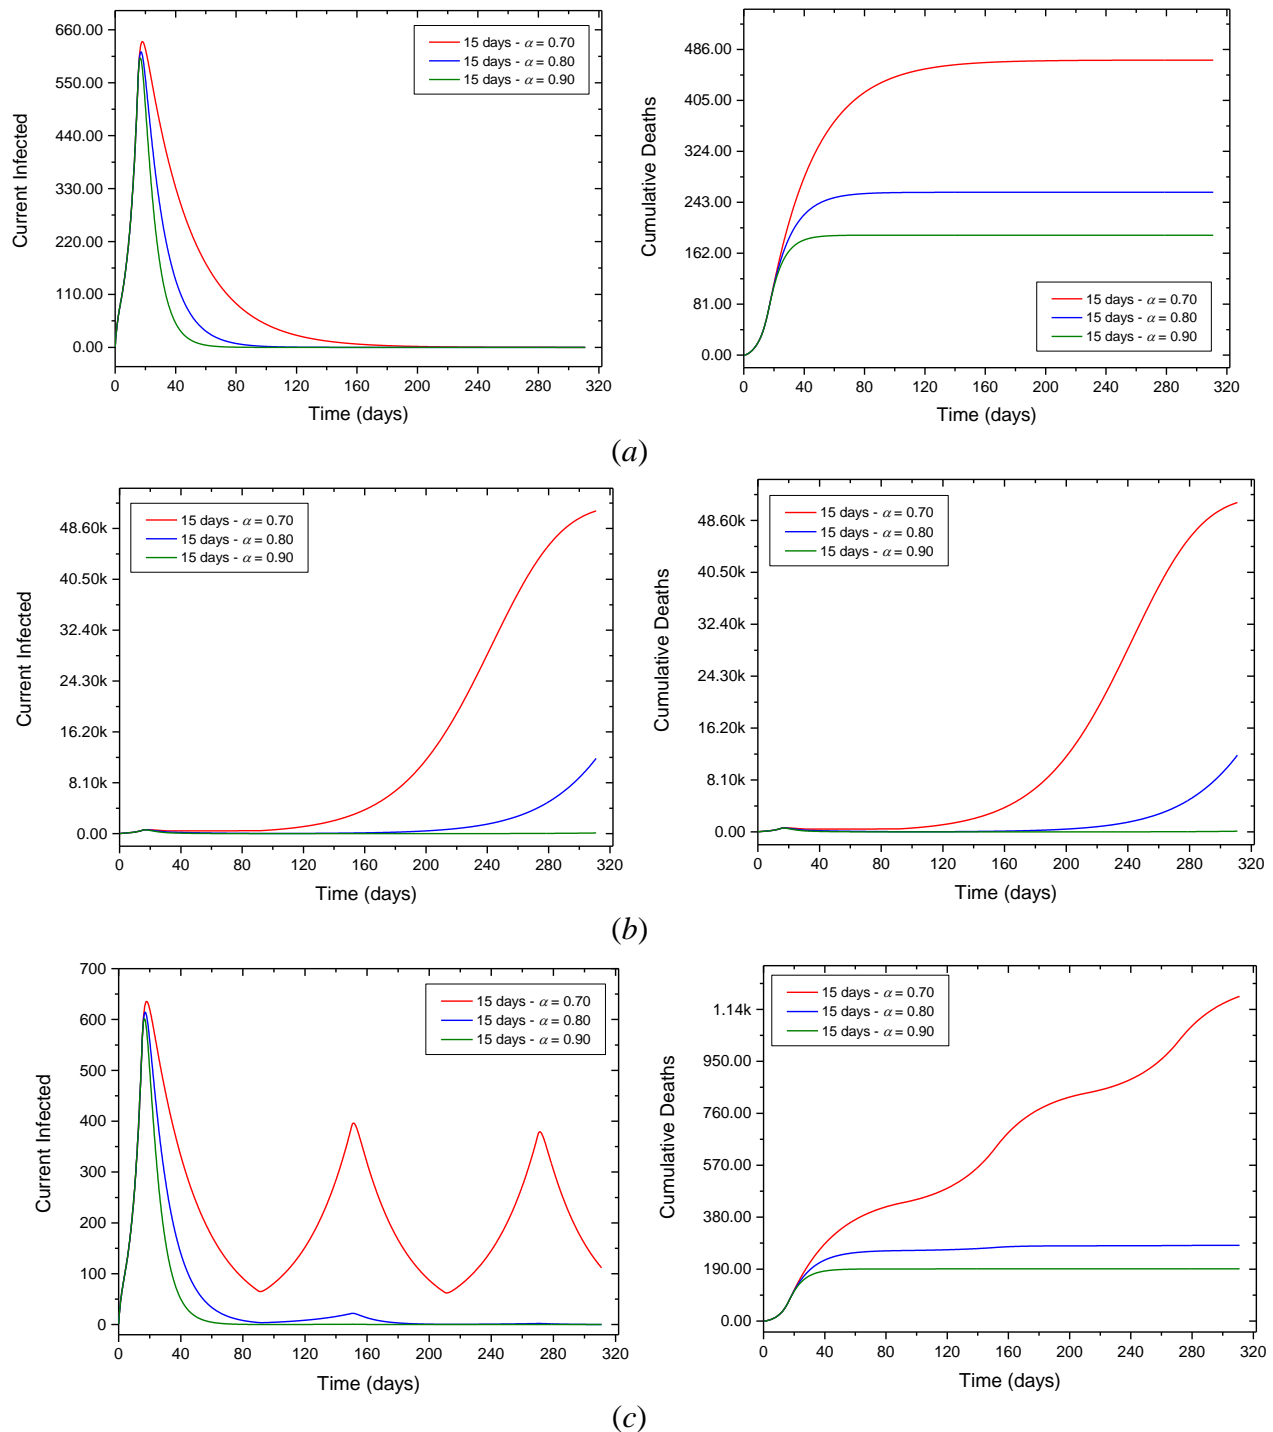 660.00
550.00
440.00
330.00
220.00
110.00
0.00
Current Infected
15 days - α = 0.70
15 days - α = 0.80
15 days - α = 0.90
0 40 80 120 160 200 240 280 320
Time (days)
486.00
405.00
324.00
243.00
162.00
81.00
0.00
Cumulative Deaths
15 days - α = 0.70
15 days - α = 0.80
15 days - α = 0.90
0 40 80 120 160 200 240 280 320
Time (days)
(a)
48.60k
40.50k
32.40k
24.30k
16.20k
8.10k
0.00
Current Infected
15 days - α = 0.70
15 days - α = 0.80
15 days - α = 0.90
0 40 80 120 160 200 240 280 320
Time (days)
48.60k
40.50k
32.40k
24.30k
16.20k
8.10k
0.00
Cumulative Deaths
15 days - α = 0.70
15 days - α = 0.80
15 days - α = 0.90
0 40 80 120 160 200 240 280 320
Time (days)
(b)
700
600
500
400
300
200
100
0
Current Infected
15 days - α = 0.70
15 days - α = 0.80
15 days - α = 0.90
0 40 80 120 160 200 240 280 320
Time (days)
1.14k
950.00
760.00
570.00
380.00
190.00
0.00
Cumulative Deaths
15 days - α = 0.70
15 days - α = 0.80
15 days - α = 0.90
0 40 80 120 160 200 240 280 320
Time (days)
(c)